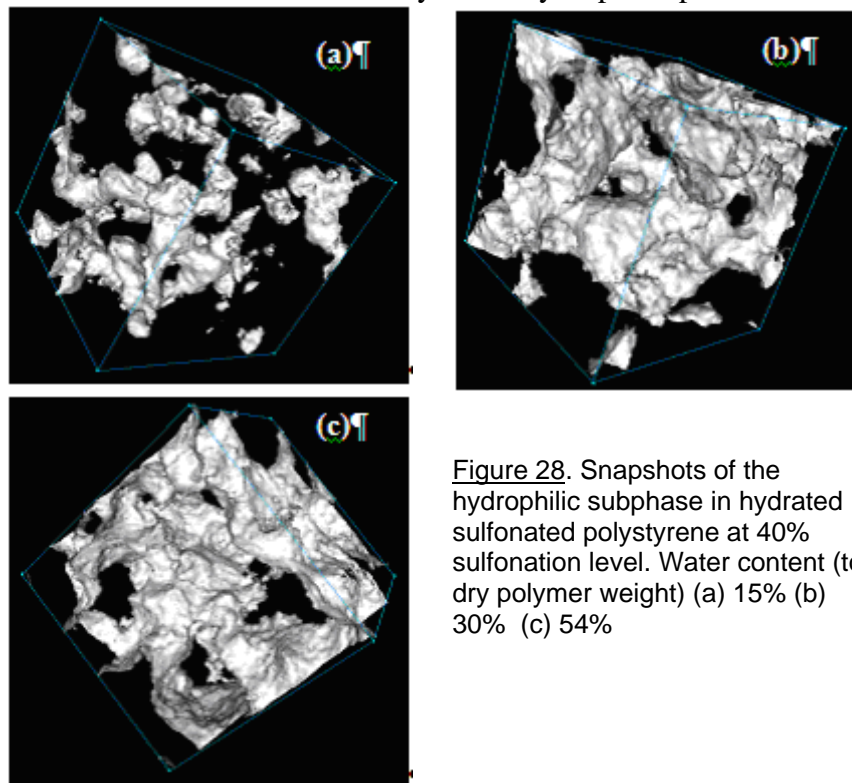 (a)¶
(b)¶
(c)¶
Figure 28. Snapshots of the
hydrophilic subphase in hydrated
sulfonated polystyrene at 40%
sulfonation level. Water content (to
dry polymer weight) (a) 15% (b)
30% (c) 54%